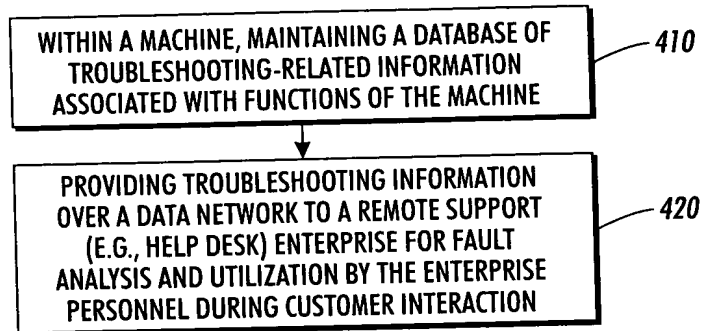 WITHIN A MACHINE, MAINTAINING A DATABASE OF
TROUBLESHOOTING-RELATED INFORMATION
ASSOCIATED WITH FUNCTIONS OF THE MACHINE
410
PROVIDING TROUBLESHOOTING INFORMATION
OVER A DATA NETWORK TO A REMOTE SUPPORT
(E.G., HELP DESK) ENTERPRISE FOR FAULT
ANALYSIS AND UTILIZATION BY THE ENTERPRISE
PERSONNEL DURING CUSTOMER INTERACTION
420